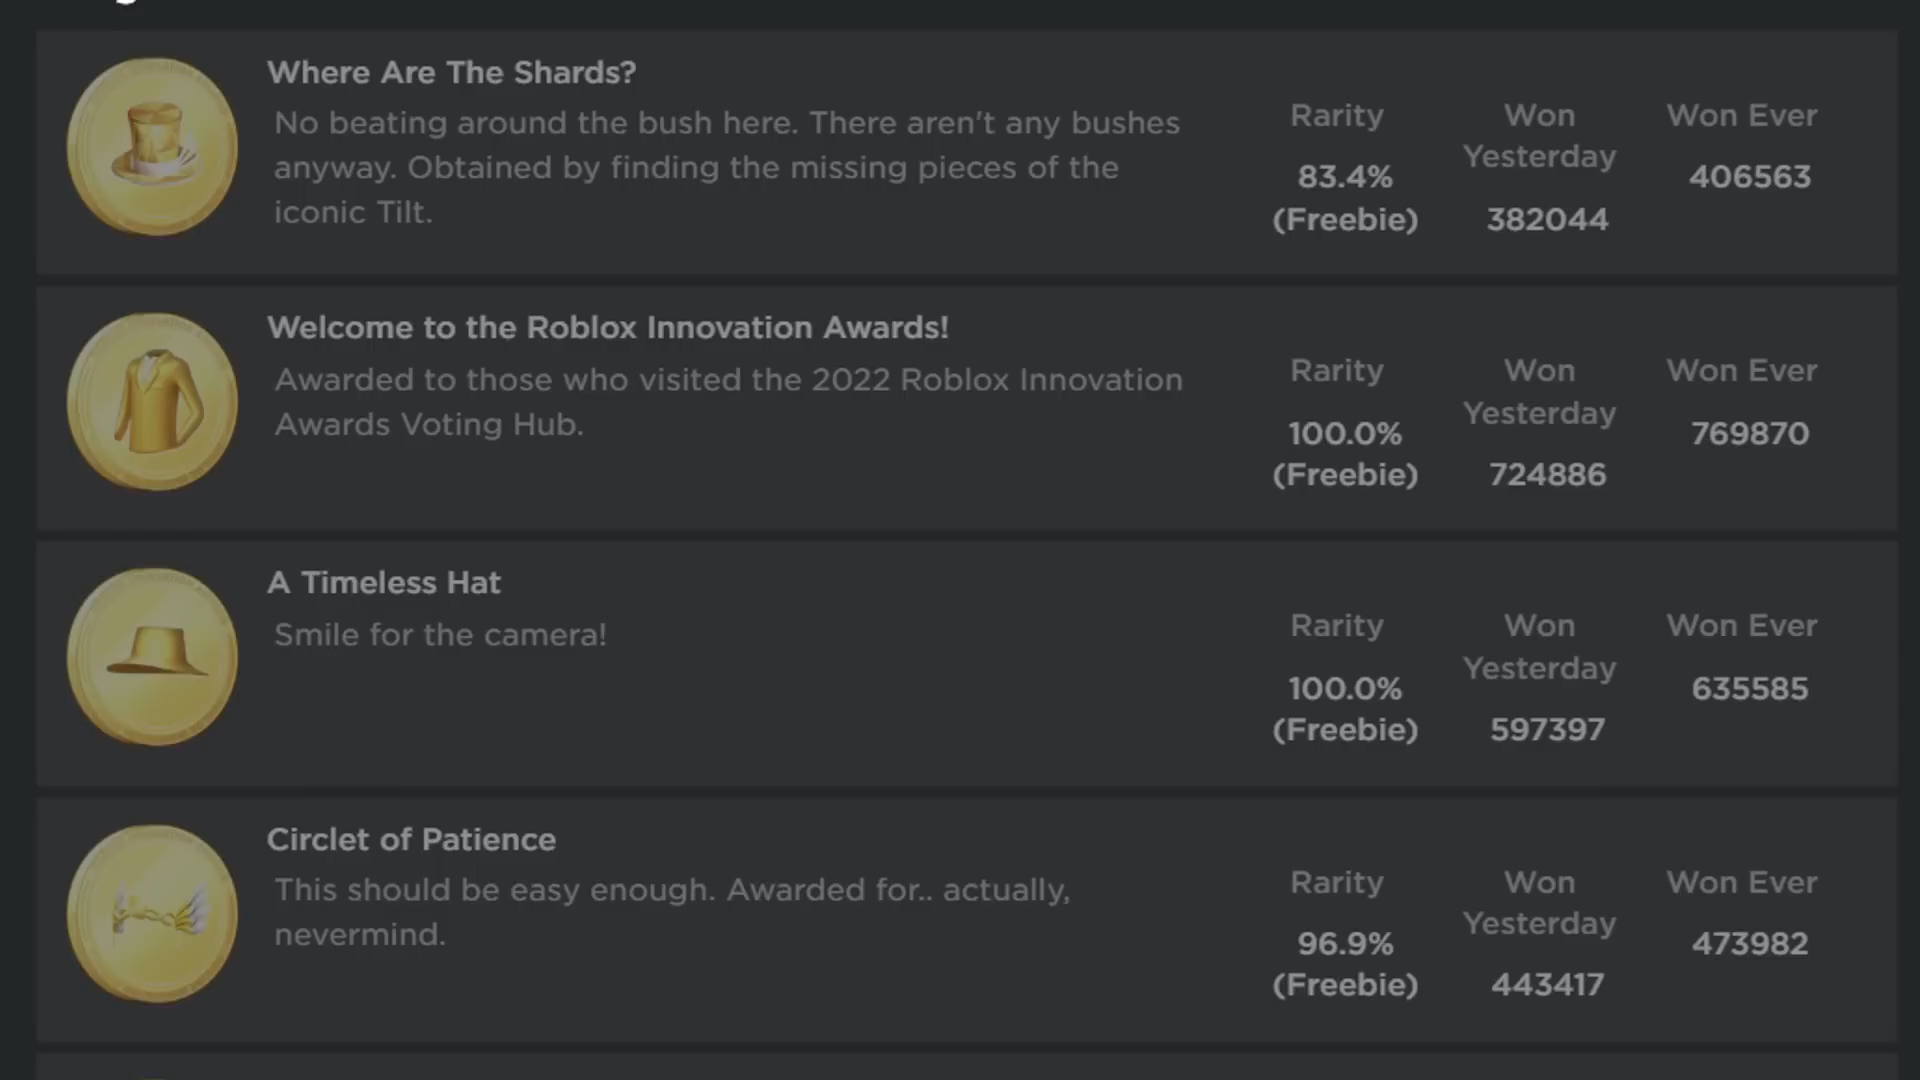 Where Are The Shards?
No beating around the bush here. There aren't any bushes
anyway. Obtained by finding the missing pieces of the
iconic Tilt.
Rarity
83.4%
(Freebie)
Won
Yesterday
382044
Won Ever
406563
Welcome to the Roblox Innovation Awards!
Awarded to those who visited the 2022 Roblox Innovation
Awards Voting Hub.
Rarity
100.0%
(Freebie)
Won
Yesterday
724886
Won Ever
769870
A Timeless Hat
Smile for the camera!
Rarity
100.0%
(Freebie)
Won
Yesterday
597397
Won Ever
635585
Circlet of Patience
This should be easy enough. Awarded for.. actually,
nevermind.
Rarity
96.9%
(Freebie)
Won
Yesterday
443417
Won Ever
473982